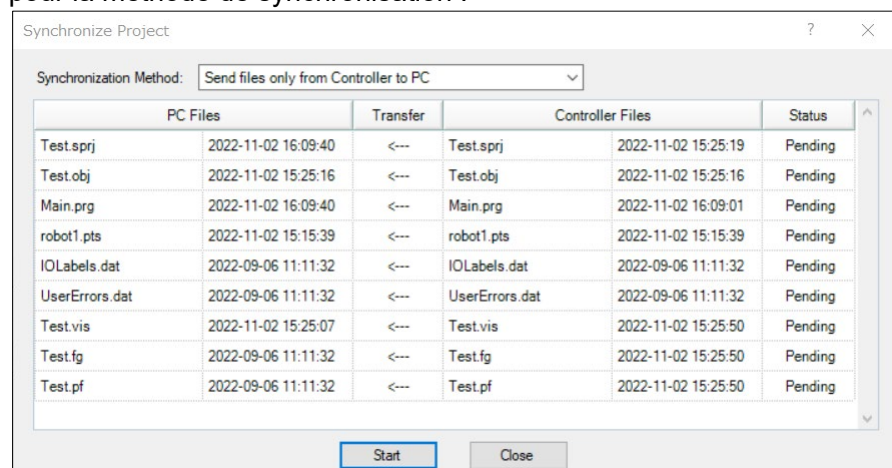 pour la méthode de synchronisation :
Synchronize Project ? ×
Synchronization Method: Send files only from Controller to PC
PC Files Transfer Controller Files Status
Test.sprj 2022-11-02 16:09:40 <--- Test.sprj 2022-11-02 15:25:19 Pending
Test.obj 2022-11-02 15:25:16 <--- Test.obj 2022-11-02 15:25:16 Pending
Main.prg 2022-11-02 16:09:40 <--- Main.prg 2022-11-02 16:09:01 Pending
robot1.pts 2022-11-02 15:15:39 <--- robot1.pts 2022-11-02 15:15:39 Pending
IOLabels.dat 2022-09-06 11:11:32 <--- IOLabels.dat 2022-09-06 11:11:32 Pending
UserErrors.dat 2022-09-06 11:11:32 <--- UserErrors.dat 2022-09-06 11:11:32 Pending
Test.vis 2022-11-02 15:25:07 <--- Test.vis 2022-11-02 15:25:50 Pending
Test.fg 2022-09-06 11:11:32 <--- Test.fg 2022-11-02 15:25:50 Pending
Test.pf 2022-09-06 11:11:32 <--- Test.pf 2022-11-02 15:25:50 Pending
Start Close